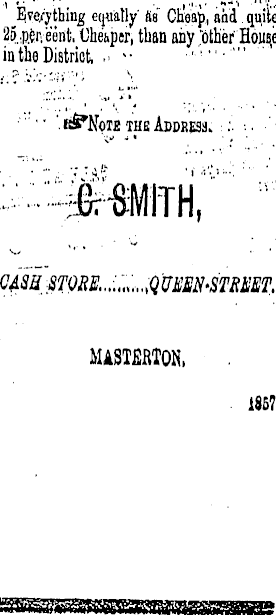 Everything equally as Cheap, and quite
25 per cent. Cheaper, than any other House
in the District.
☞ NOTE THE ADDRESS.
C. SMITH,
CASH STORE.........QUEEN-STREET.
MASTERTON,
1857